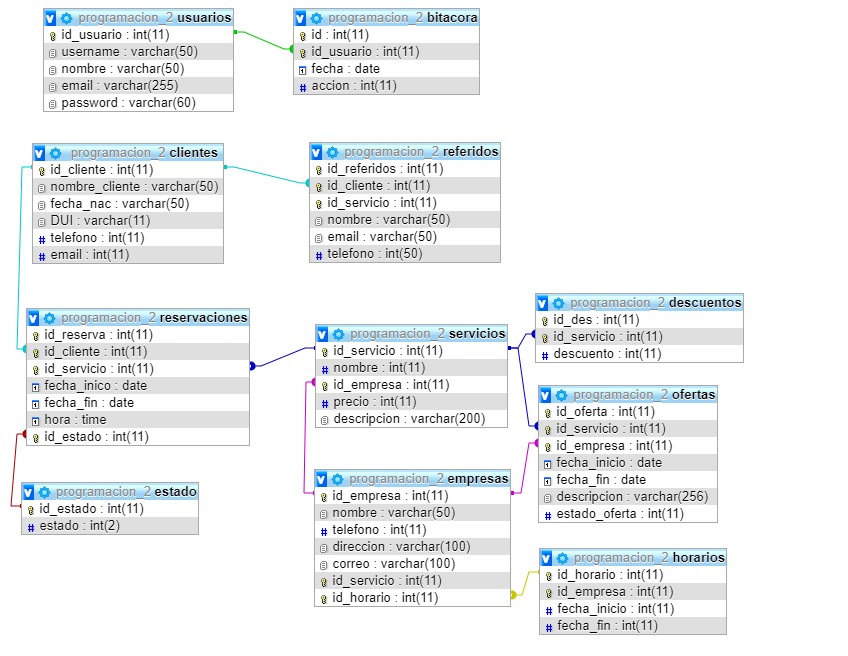 programacion_2 usuarios
id_usuario : int(11)
username : varchar(50)
nombre : varchar(50)
email : varchar(255)
password : varchar(60)
programacion_2 bitacora
id : int(11)
id_usuario : int(11)
fecha : date
accion : int(11)
programacion_2 clientes
id_cliente : int(11)
nombre_cliente : varchar(50)
fecha_nac : varchar(50)
DUI : varchar(11)
telefono : int(11)
email : int(11)
programacion_2 referidos
id_referidos : int(11)
id_cliente : int(11)
id_servicio : int(11)
nombre : varchar(50)
email : varchar(50)
telefono : int(50)
programacion_2 reservaciones
id_reserva : int(11)
id_cliente : int(11)
id_servicio : int(11)
fecha_inico : date
fecha_fin : date
hora : time
id_estado : int(11)
programacion_2 servicios
id_servicio : int(11)
nombre : int(11)
id_empresa : int(11)
precio : int(11)
descripcion : varchar(200)
programacion_2 descuentos
id_des : int(11)
id_servicio : int(11)
descuento : int(11)
programacion_2 ofertas
id_oferta : int(11)
id_servicio : int(11)
id_empresa : int(11)
fecha_inicio : date
fecha_fin : date
descripcion : varchar(256)
estado_oferta : int(11)
programacion_2 estado
id_estado : int(11)
estado : int(2)
programacion_2 empresas
id_empresa : int(11)
nombre : varchar(50)
telefono : int(11)
direccion : varchar(100)
correo : varchar(100)
id_servicio : int(11)
id_horario : int(11)
programacion_2 horarios
id_horario : int(11)
id_empresa : int(11)
fecha_inicio : int(11)
fecha_fin : int(11)